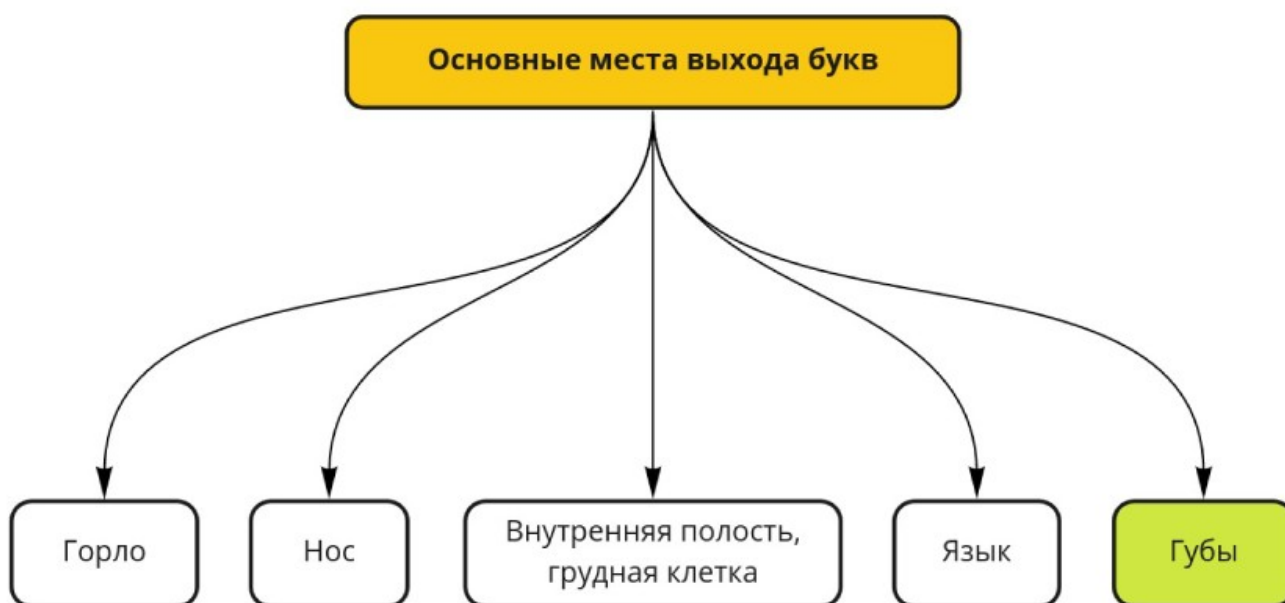 Основные места выхода букв
Горло
Нос
Внутренняя полость,
грудная клетка
Язык
Губы